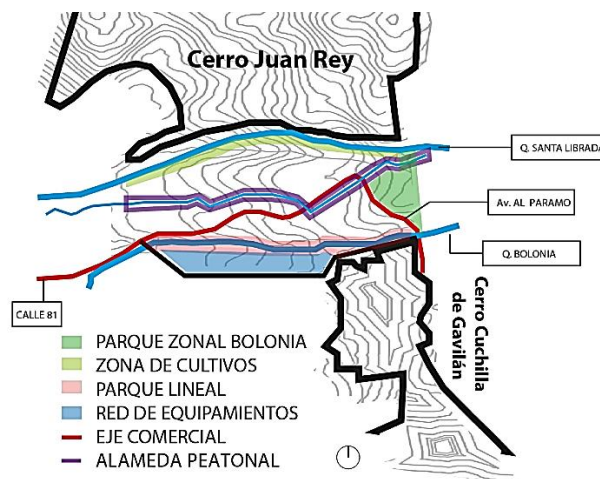 Cerro Juan Rey
Q. SANTA LIBRADA
Av. AL PARAMO
Q. BOLONIA
Cerro Cuchilla
de Gavilán
CALLE 81
PARQUE ZONAL BOLONIA
ZONA DE CULTIVOS
PARQUE LINEAL
RED DE EQUIPAMIENTOS
EJE COMERCIAL
ALAMEDA PEATONAL